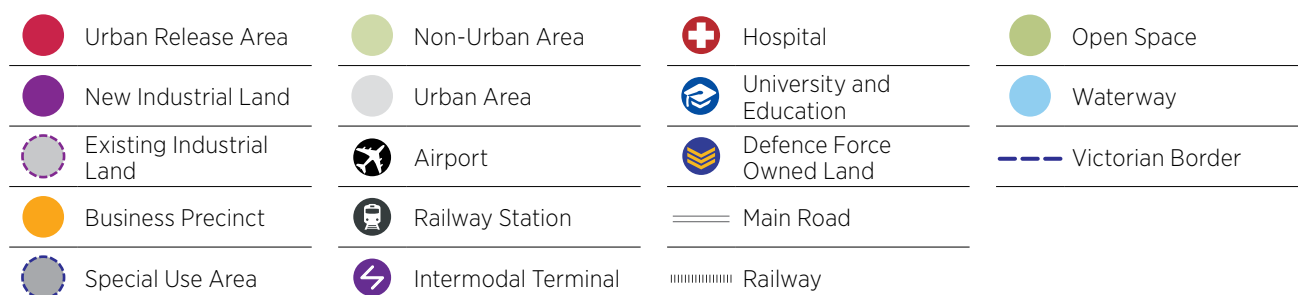 Urban Release Area
New Industrial Land
Existing Industrial
Land
Business Precinct
Special Use Area
Non-Urban Area
Urban Area
Airport
Railway Station
Intermodal Terminal
Hospital
University and
Education
Defence Force
Owned Land
Main Road
Railway
Open Space
Waterway
Victorian Border